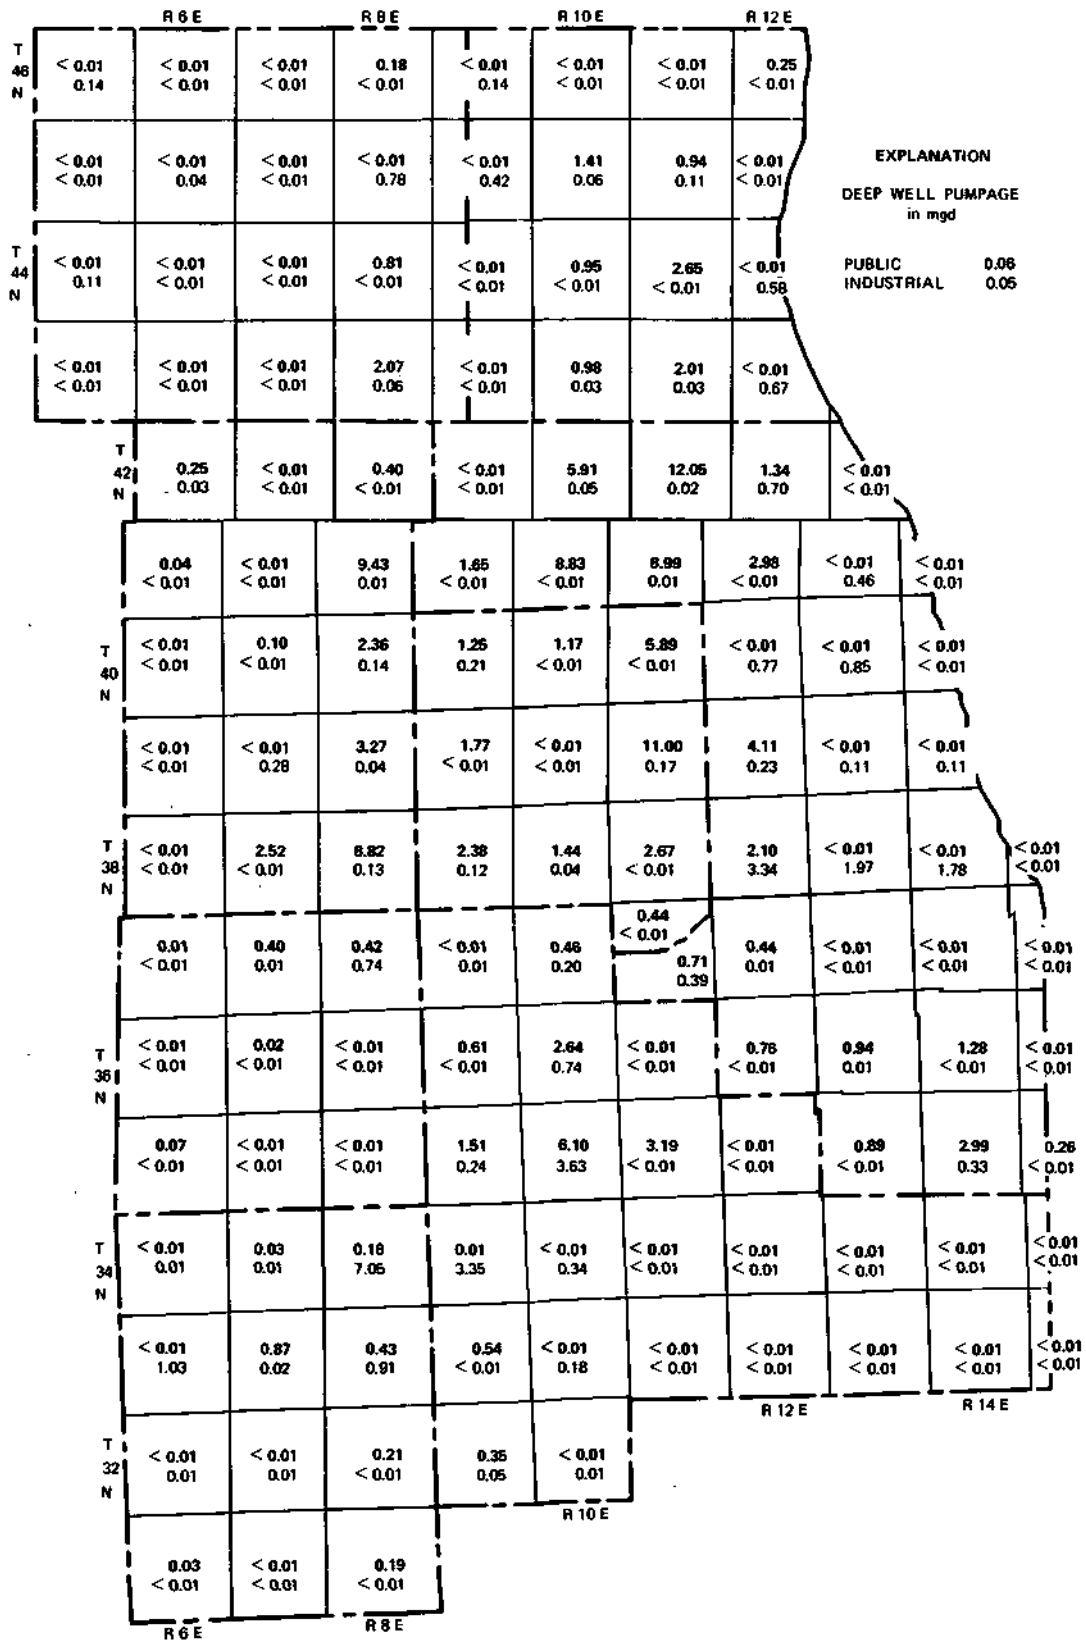 R 6 E R 8 E R 10 E R 12 E
T 46 N
< 0.01 < 0.01 < 0.01 0.18 < 0.01 < 0.01 < 0.01 0.25
0.14 < 0.01 < 0.01 < 0.01 0.14 < 0.01 < 0.01 < 0.01
< 0.01 < 0.01 < 0.01 < 0.01 < 0.01 1.41 0.94 < 0.01
< 0.01 0.04 < 0.01 0.78 0.42 0.06 0.11 < 0.01
EXPLANATION
DEEP WELL PUMPAGE
in mgd
PUBLIC 0.06
INDUSTRIAL 0.05
T 44 N
< 0.01 < 0.01 < 0.01 0.81 < 0.01 0.95 2.65 < 0.01
0.11 < 0.01 < 0.01 < 0.01 < 0.01 < 0.01 < 0.01 0.58
< 0.01 < 0.01 < 0.01 2.07 < 0.01 0.98 2.01 < 0.01
< 0.01 < 0.01 < 0.01 0.06 < 0.01 0.03 0.03 0.67
T 42 N
0.25 < 0.01 0.40 < 0.01 5.91 12.05 1.34 < 0.01
0.03 < 0.01 < 0.01 < 0.01 0.05 0.02 0.70 < 0.01
0.04 < 0.01 9.43 1.65 8.83 6.99 2.98 < 0.01 < 0.01
< 0.01 < 0.01 0.01 < 0.01 < 0.01 0.01 < 0.01 0.46 < 0.01
T 40 N
< 0.01 0.10 2.36 1.25 1.17 5.89 < 0.01 < 0.01 < 0.01
< 0.01 < 0.01 0.14 0.21 < 0.01 < 0.01 0.77 0.85 < 0.01
< 0.01 < 0.01 3.27 1.77 < 0.01 11.00 4.11 < 0.01 < 0.01
< 0.01 0.28 0.04 < 0.01 < 0.01 0.17 0.23 0.11 0.11
T 38 N
< 0.01 2.52 6.82 2.38 1.44 2.67 2.10 < 0.01 < 0.01 < 0.01
< 0.01 < 0.01 0.13 0.12 0.04 < 0.01 3.34 1.97 1.78 < 0.01
0.44
< 0.01
0.01 0.40 0.42 < 0.01 0.46 0.71 0.44 < 0.01 < 0.01 < 0.01
< 0.01 0.01 0.74 0.01 0.20 0.39 0.01 < 0.01 < 0.01 < 0.01
T 36 N
< 0.01 0.02 < 0.01 0.61 2.64 < 0.01 0.76 0.94 1.28 < 0.01
< 0.01 < 0.01 < 0.01 < 0.01 0.74 < 0.01 < 0.01 0.01 < 0.01 < 0.01
0.07 < 0.01 < 0.01 1.51 6.10 3.19 < 0.01 0.89 2.99 0.26
< 0.01 < 0.01 < 0.01 0.24 3.63 < 0.01 < 0.01 < 0.01 0.33 < 0.01
T 34 N
< 0.01 0.03 0.18 0.01 < 0.01 < 0.01 < 0.01 < 0.01 < 0.01 < 0.01
0.01 0.01 7.05 3.35 0.34 < 0.01 < 0.01 < 0.01 < 0.01 < 0.01
< 0.01 0.87 0.43 0.54 < 0.01 < 0.01 < 0.01 < 0.01 < 0.01 < 0.01
1.03 0.02 0.91 < 0.01 0.18 < 0.01 < 0.01 < 0.01 < 0.01 < 0.01
R 12 E R 14 E
T 32 N
< 0.01 < 0.01 0.21 0.35 < 0.01
0.01 0.01 < 0.01 0.05 0.01
R 10 E
0.03 < 0.01 0.19
< 0.01 < 0.01 < 0.01
R 6 E R 8 E